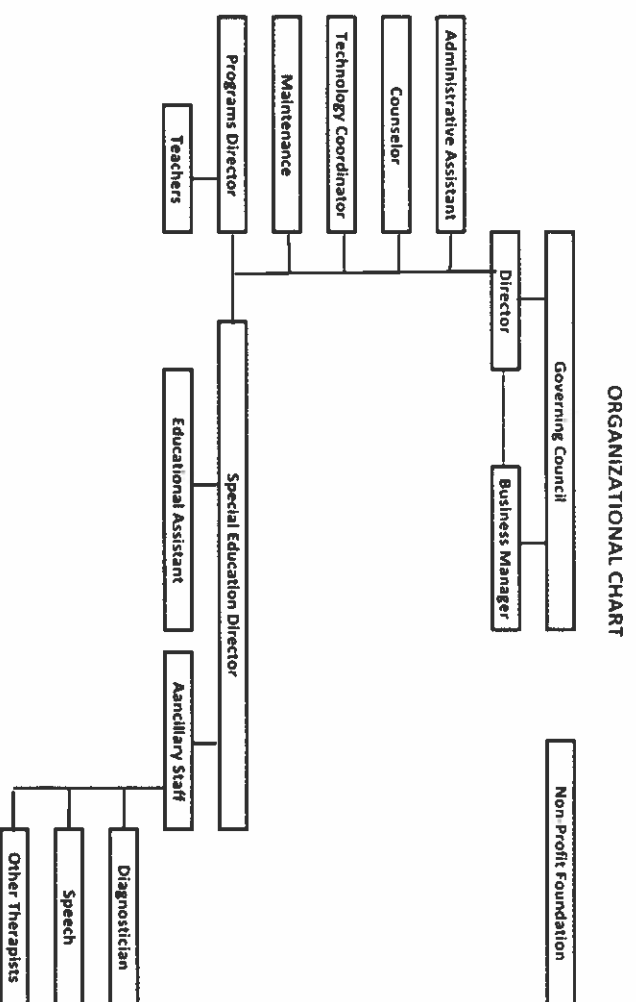 ORGANIZATIONAL CHART
Governing Council
Non-Profit Foundation
Director
Business Manager
Administrative Assistant
Counselor
Technology Coordinator
Maintenance
Programs Director
Special Education Director
Teachers
Educational Assistant
Aancillary Staff
Diagnostician
Speech
Other Therapists